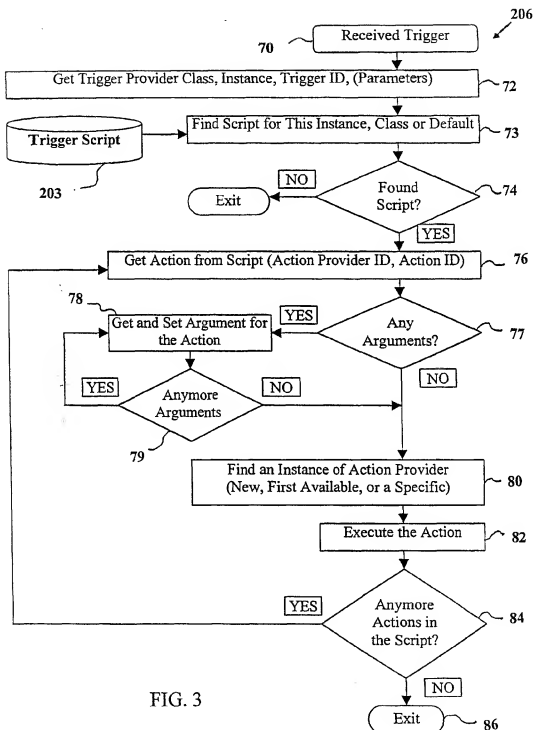 206
Received Trigger
70
Get Trigger Provider Class, Instance, Trigger ID, (Parameters)
72
Trigger Script
203
Find Script for This Instance, Class or Default
73
NO
Found
Script?
74
Exit
YES
Get Action from Script (Action Provider ID, Action ID)
76
78
Get and Set Argument for
the Action
YES
Any
Arguments?
77
YES
Anymore
Arguments
NO
NO
79
Find an Instance of Action Provider
(New, First Available, or a Specific)
80
Execute the Action
82
YES
Anymore
Actions in
the Script?
84
NO
FIG. 3
Exit
86